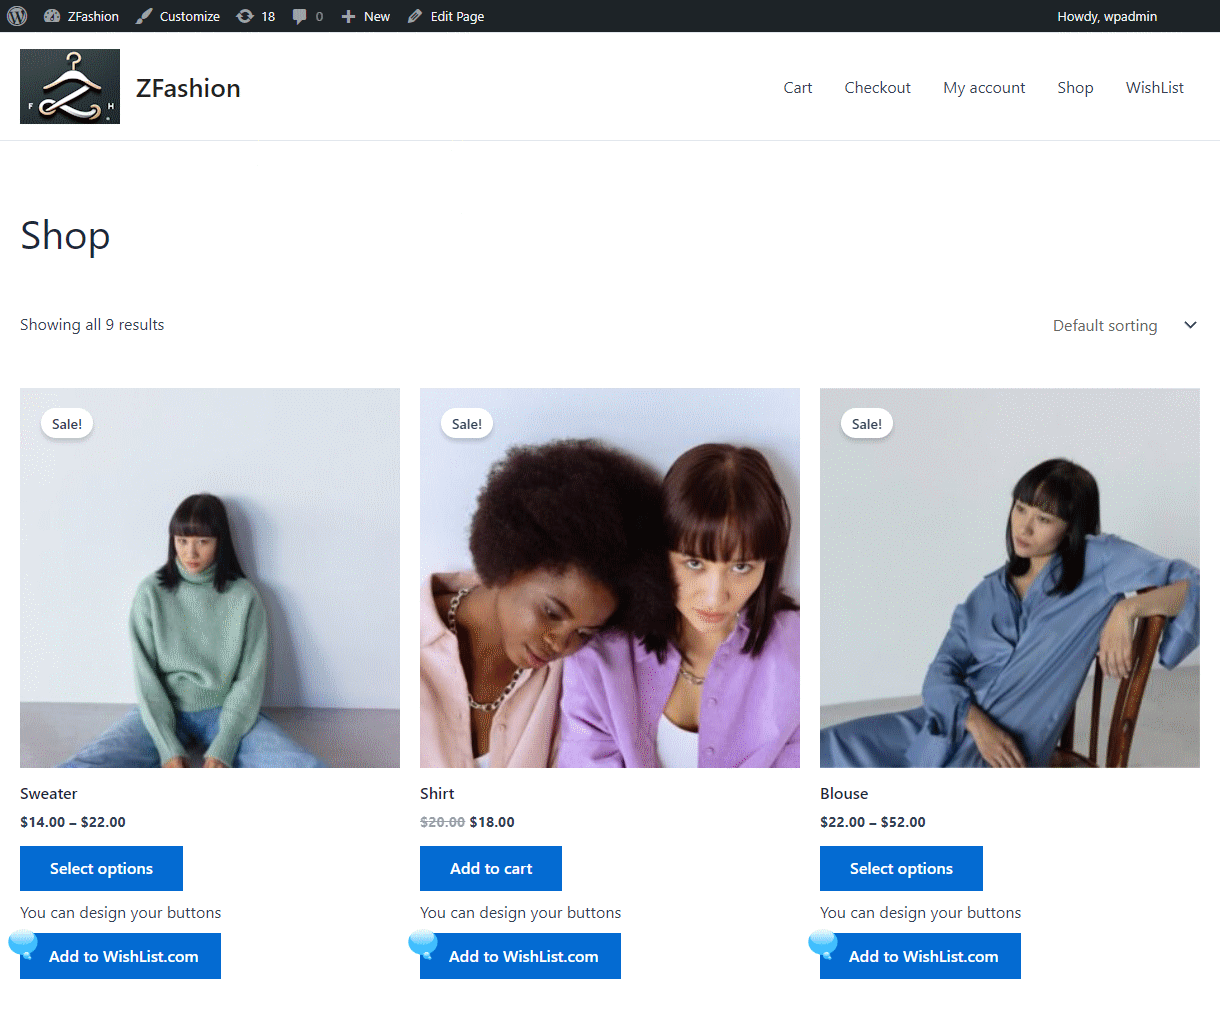 ZFashion Customize 18 0 New Edit Page Howdy, wpadmin
F Z H
ZFashion
Cart Checkout My account Shop WishList
Shop
Showing all 9 results Default sorting
Sale! Sale! Sale!
Sweater Shirt Blouse
$14.00 – $22.00 $20.00 $18.00 $22.00 – $52.00
Select options Add to cart Select options
You can design your buttons You can design your buttons You can design your buttons
Add to WishList.com Add to WishList.com Add to WishList.com